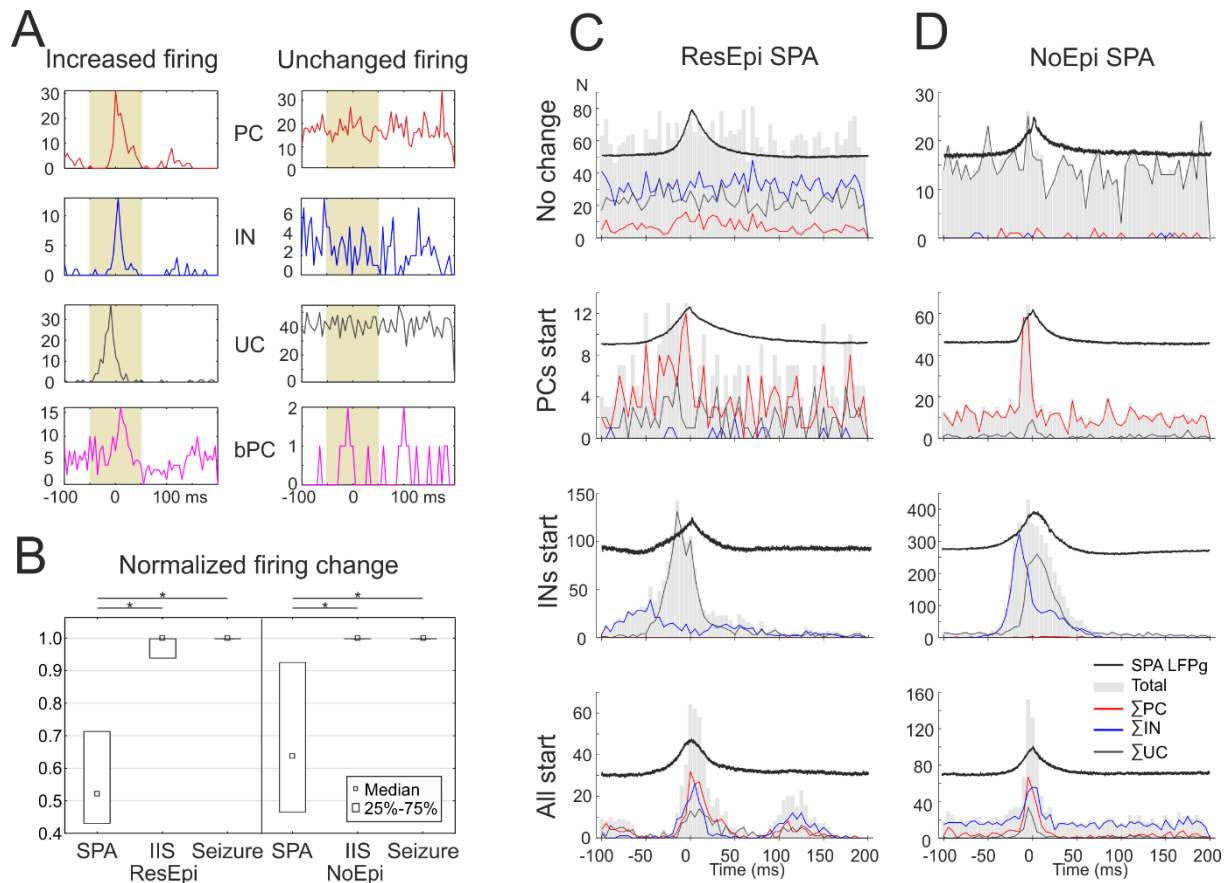 A
Increased firing
Unchanged firing
30
20
10
0
PC
30
20
10
0
10
5
0
IN
6
4
2
0
30
20
10
0
UC
40
20
0
15
10
5
0
bPC
2
1
0
-100 0 100 ms
-100 0 100 ms
B
Normalized firing change
* *
* *
1.0
0.9
0.8
0.7
0.6
0.5
0.4
Median
25%-75%
SPA IIS Seizure SPA IIS Seizure
ResEpi NoEpi
C
ResEpi SPA
N
No change
80
60
40
20
0
PCs start
12
8
4
0
INs start
150
100
50
0
All start
60
40
20
0
-100 0 50 100 150 200
Time (ms)
D
NoEpi SPA
30
20
10
0
60
40
20
0
400
300
200
100
0
SPA LFPg
Total
∑PC
∑IN
∑UC
160
120
80
40
0
-100 0 50 100 150 200
Time (ms)